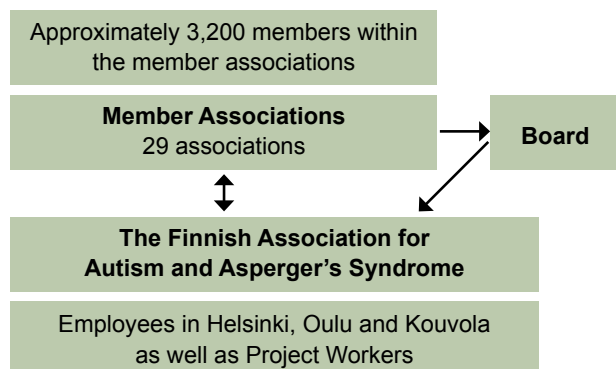 Approximately 3,200 members within
the member associations
Member Associations
29 associations
Board
The Finnish Association for
Autism and Asperger’s Syndrome
Employees in Helsinki, Oulu and Kouvola
as well as Project Workers